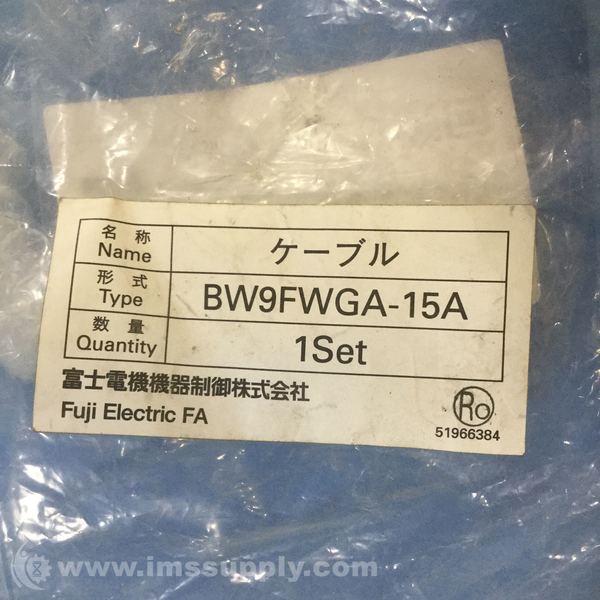 名称
Name
ケーブル
形式
Type
BW9FWGA-15A
数量
Quantity
1Set
富士電機機器制御株式会社
Fuji Electric FA
Ro
51966384
www.imssupply.com